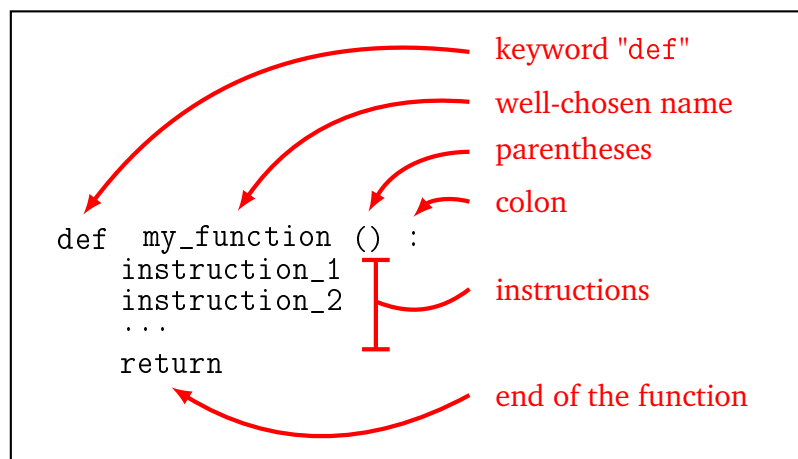 keyword "def"
well-chosen name
parentheses
colon
def my_function () :
instruction_1
instruction_2
...
return
instructions
end of the function